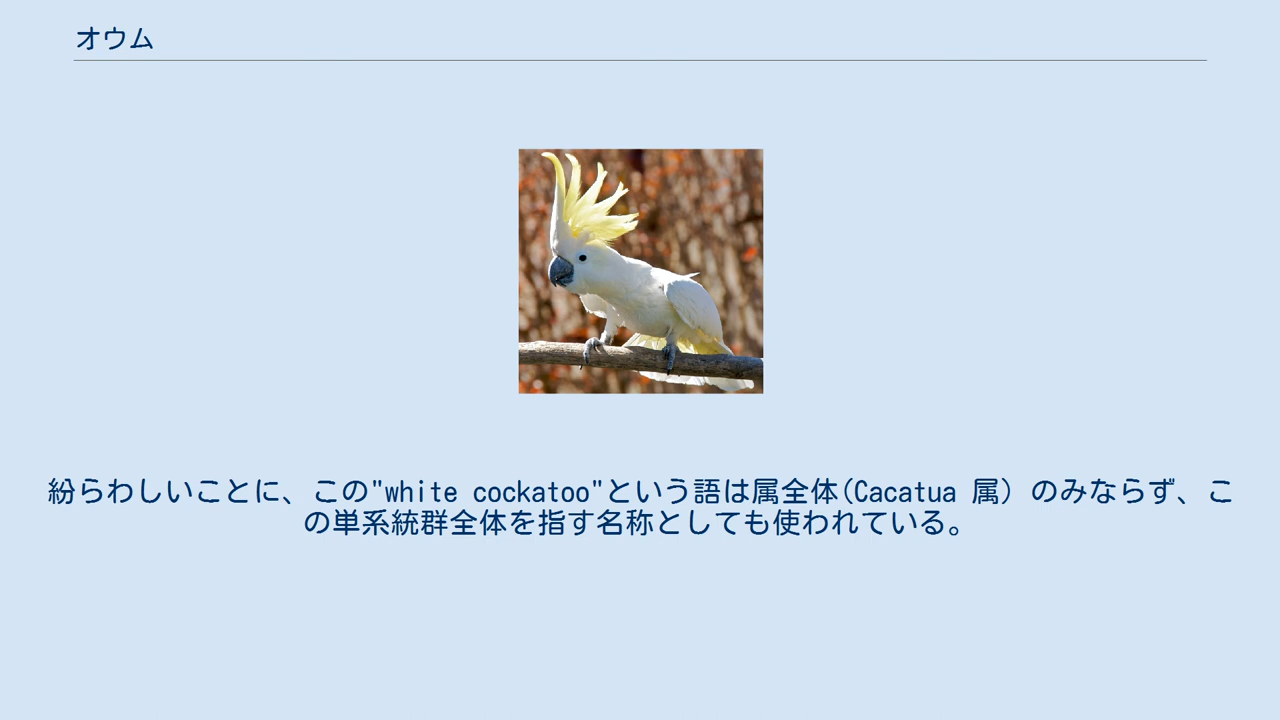 オウム
紛らわしいことに、この"white cockatoo"という語は属全体(Cacatua 属) のみならず、こ
の単系統群全体を指す名称としても使われている。